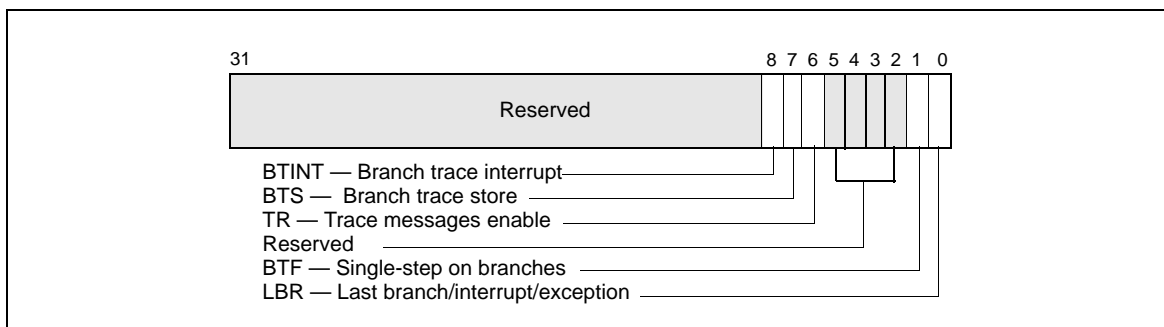 31 8 7 6 5 4 3 2 1 0
Reserved
BTINT — Branch trace interrupt
BTS — Branch trace store
TR — Trace messages enable
Reserved
BTF — Single-step on branches
LBR — Last branch/interrupt/exception